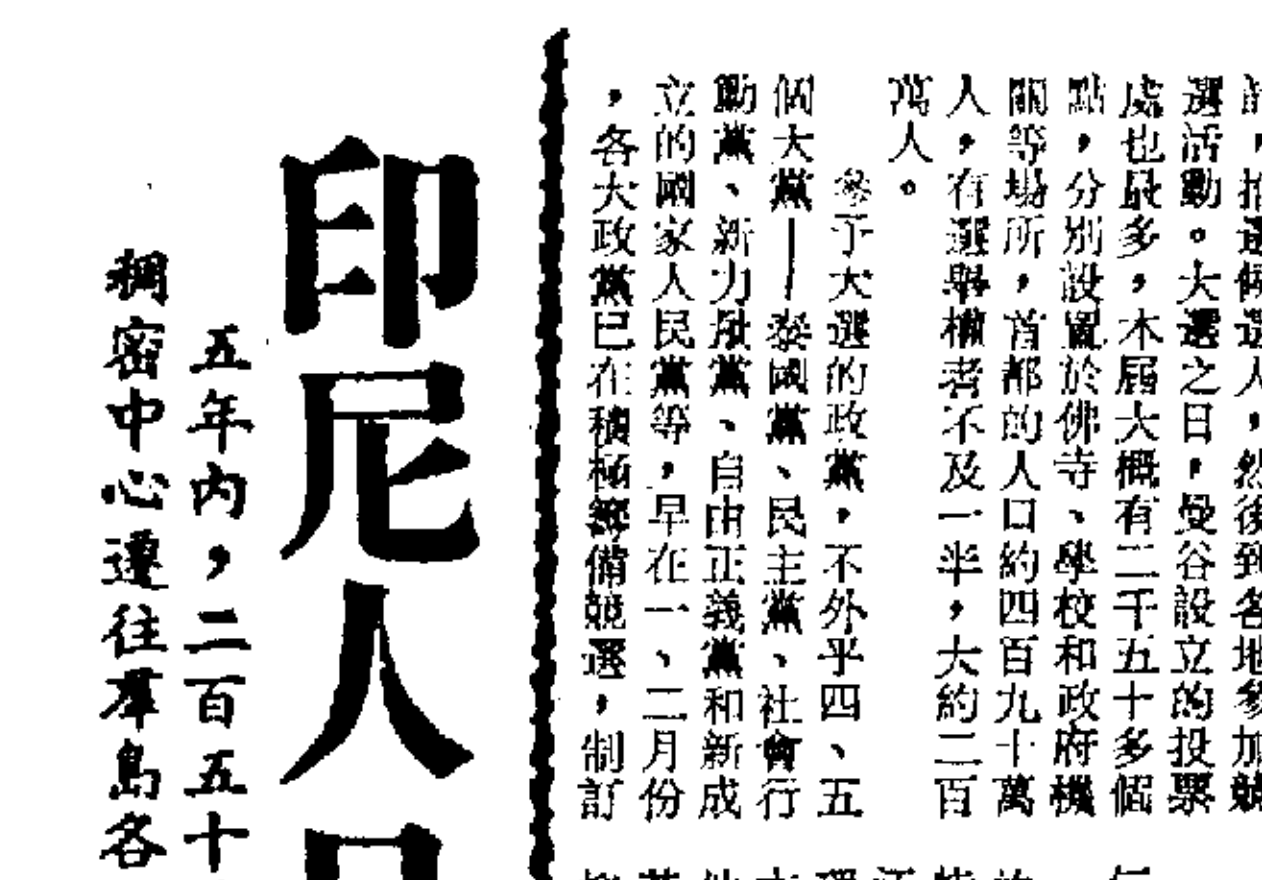 選活動。大選之日，曼谷設立的投票
處也最多，本屆大概有二千五十多個
點，分別設置於佛寺、學校和政府機
關等場所，首都的人口約四百九十萬
人，有選舉權者不及一半，大約二百
萬人。
參予大選的政黨，不外乎四、五
個大黨——泰國黨、民主黨、社會行
動黨、新力量黨、自由正義黨和新成
立的國家人民黨等，早在一、二月份
，各大政黨已在積極籌備競選，制訂
印尼人口
五年內，二百五十
稠密中心遷往羣島各